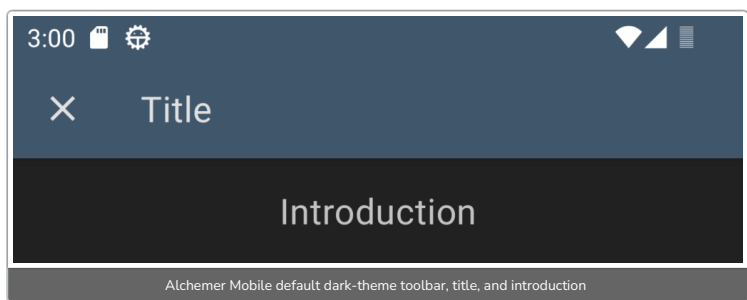 3:00
Title
Introduction
Alchemer Mobile default dark-theme toolbar, title, and introduction